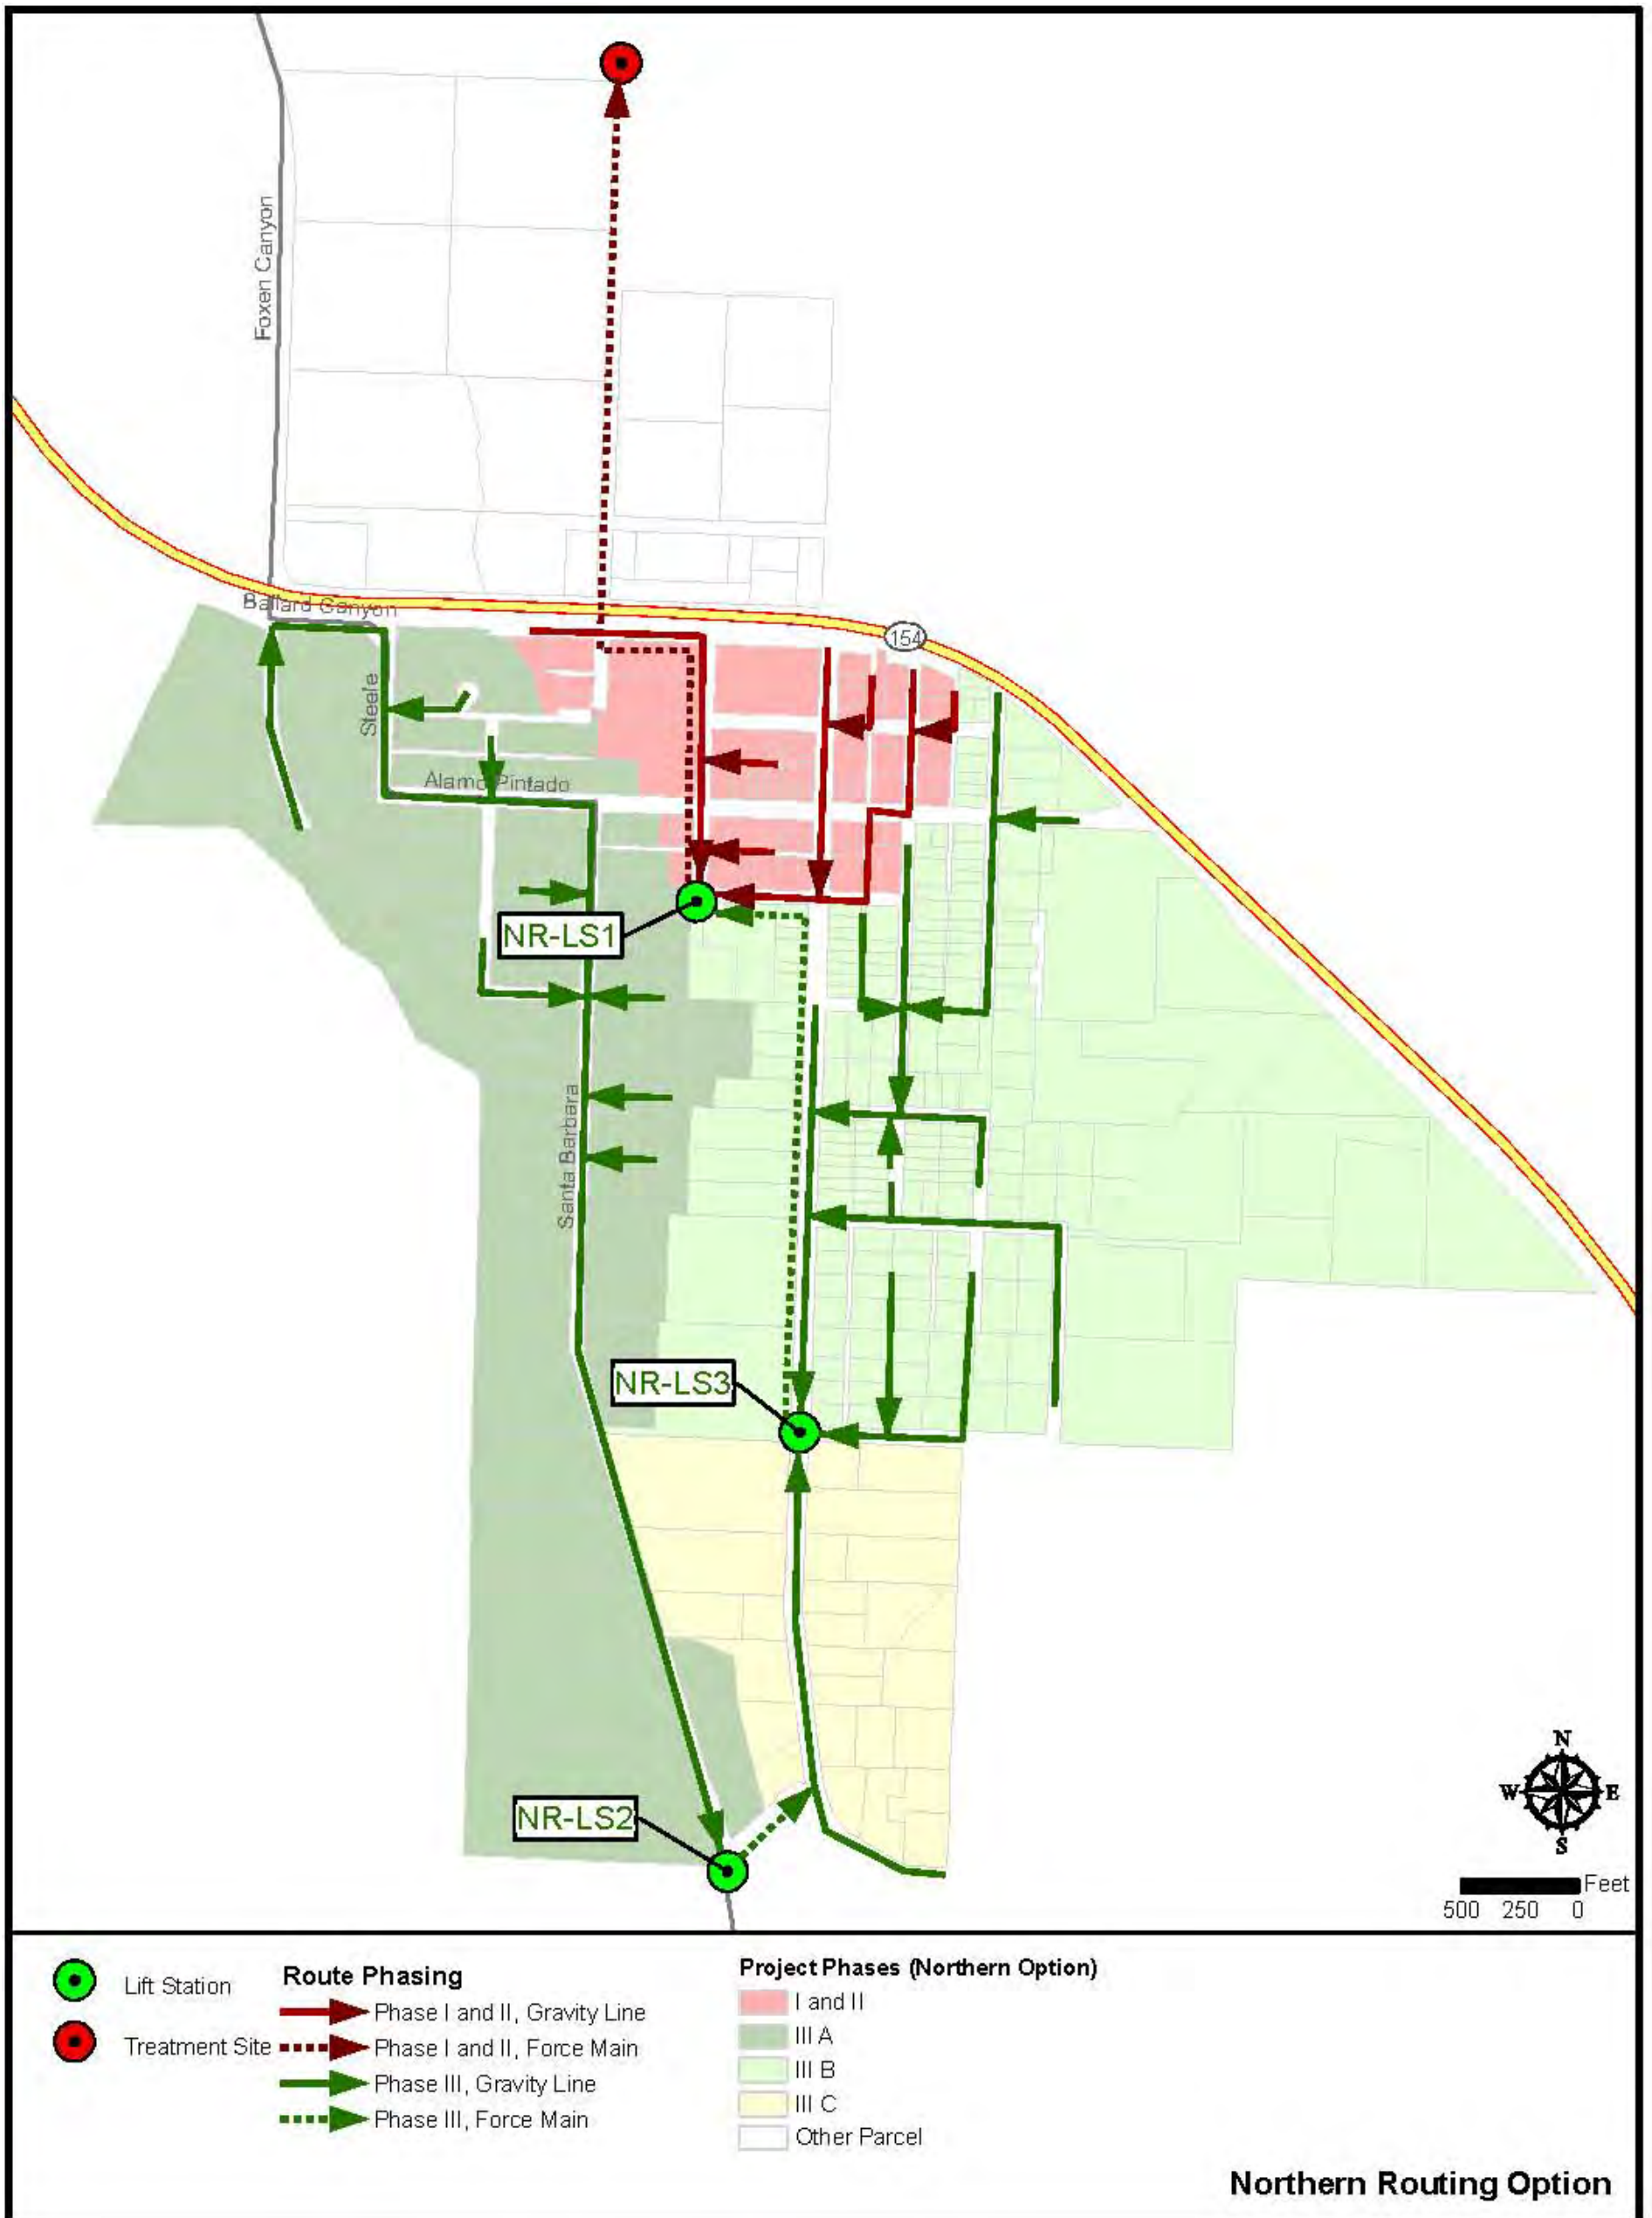 Foxen Canyon
Ballard Canyon
154
Steele
Alamo Pintado
NR-LS1
Santa Barbara
NR-LS3
NR-LS2
N
W E
S
Feet
500 250 0
Lift Station
Treatment Site
Route Phasing
Phase I and II, Gravity Line
Phase I and II, Force Main
Phase III, Gravity Line
Phase III, Force Main
Project Phases (Northern Option)
I and II
III A
III B
III C
Other Parcel
Northern Routing Option